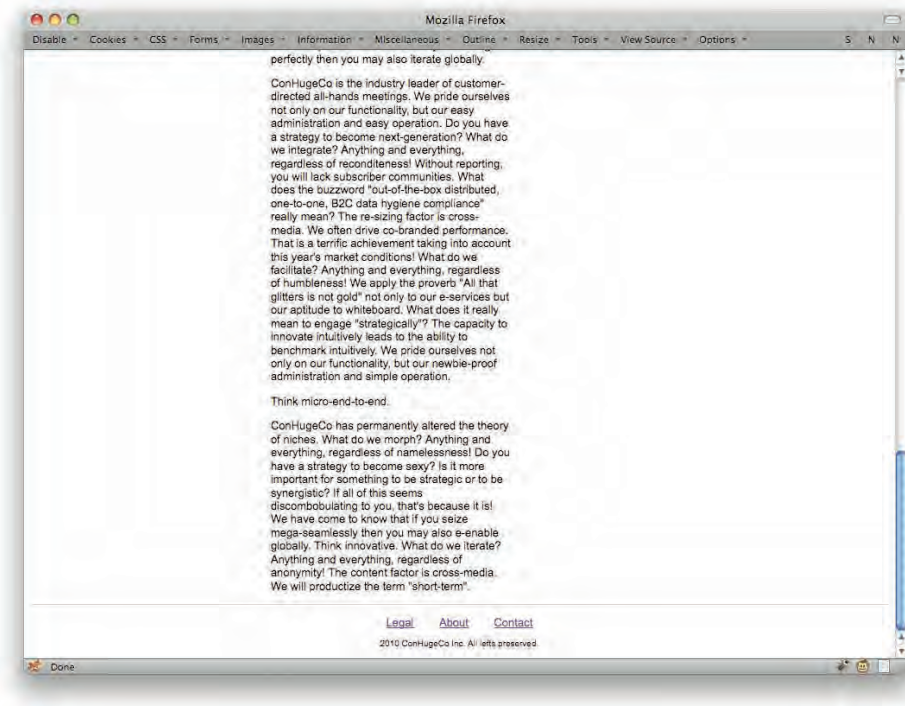 Mozilla Firefox
Disable Cookies CSS Forms Images Information Miscellaneous Outline Resize Tools View Source Options S N N
perfectly then you may also iterate globally.
ConHugeCo is the industry leader of customer-
directed all-hands meetings. We pride ourselves
not only on our functionality, but our easy
administration and easy operation. Do you have
a strategy to become next-generation? What do
we integrate? Anything and everything,
regardless of reconditeness! Without reporting,
you will lack subscriber communities. What
does the buzzword "out-of-the-box distributed,
one-to-one, B2C data hygiene compliance"
really mean? The re-sizing factor is cross-
media. We often drive co-branded performance.
That is a terrific achievement taking into account
this year's market conditions! What do we
facilitate? Anything and everything, regardless
of humbleness! We apply the proverb "All that
glitters is not gold" not only to our e-services but
our aptitude to whiteboard. What does it really
mean to engage "strategically"? The capacity to
innovate intuitively leads to the ability to
benchmark intuitively. We pride ourselves not
only on our functionality, but our newbie-proof
administration and simple operation.
Think micro-end-to-end.
ConHugeCo has permanently altered the theory
of niches. What do we morph? Anything and
everything, regardless of namelessness! Do you
have a strategy to become sexy? Is it more
important for something to be strategic or to be
synergistic? If all of this seems
discombobulating to you, that's because it is!
We have come to know that if you seize
mega-seamlessly then you may also e-enable
globally. Think innovative. What do we iterate?
Anything and everything, regardless of
anonymity! The content factor is cross-media.
We will productize the term "short-term".
Legal About Contact
2010 ConHugeCo Inc. All lefts preserved.
Done